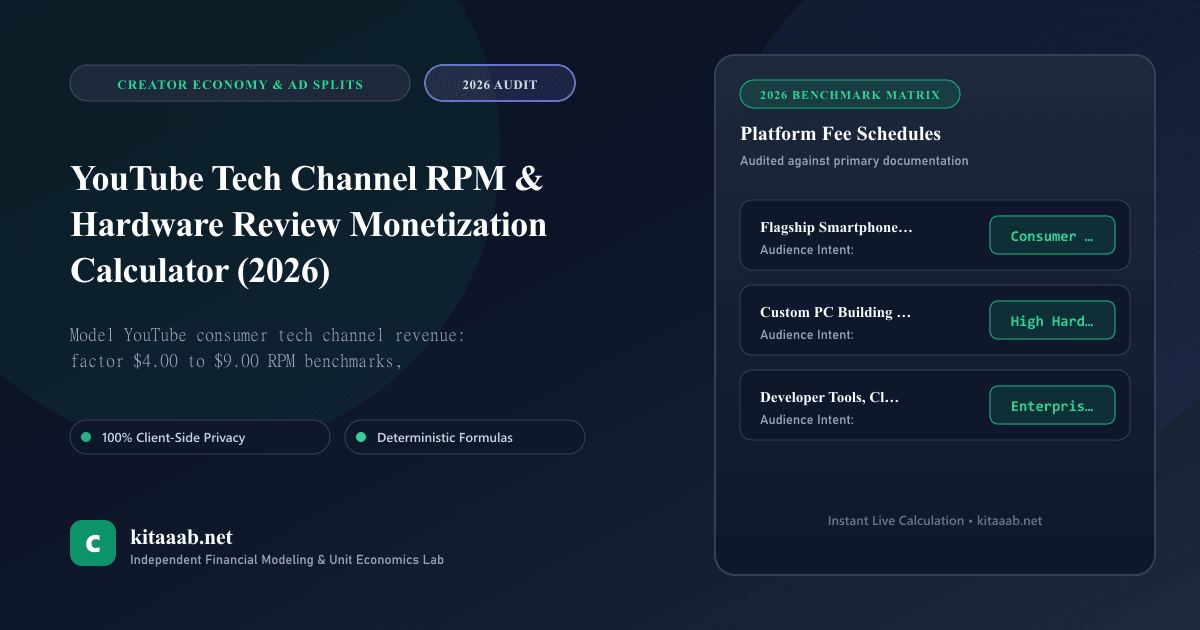 CREATOR ECONOMY & AD SPLITS
2026 AUDIT
YouTube Tech Channel RPM &
Hardware Review Monetization
Calculator (2026)
Model YouTube consumer tech channel revenue:
factor $4.00 to $9.00 RPM benchmarks,
100% Client-Side Privacy
Deterministic Formulas
C
kitaaab.net
Independent Financial Modeling & Unit Economics Lab
2026 BENCHMARK MATRIX
Platform Fee Schedules
Audited against primary documentation
Flagship Smartphone…
Audience Intent:
Consumer …
Custom PC Building …
Audience Intent:
High Hard…
Developer Tools, Cl…
Audience Intent:
Enterpris…
Instant Live Calculation • kitaaab.net